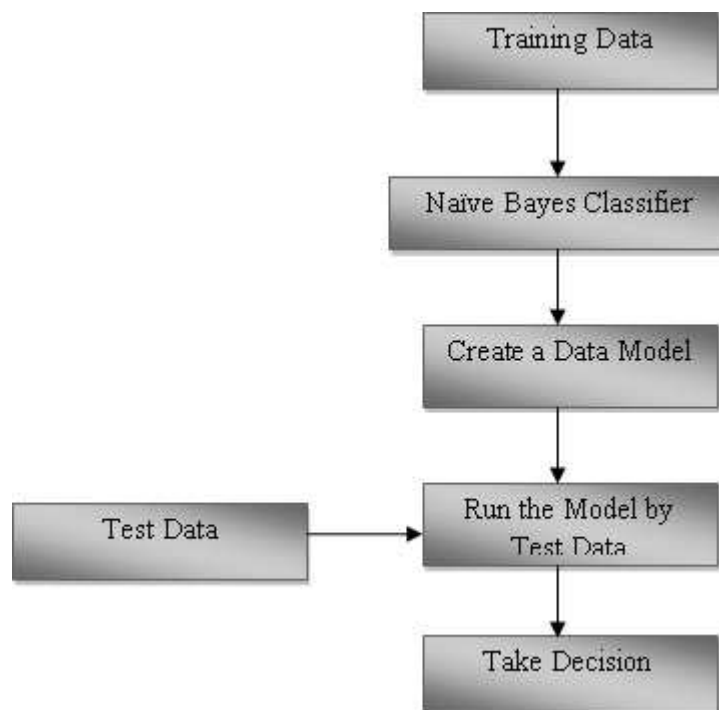 Training Data
Naïve Bayes Classifier
Create a Data Model
Run the Model by
Test Data
Test Data
Take Decision